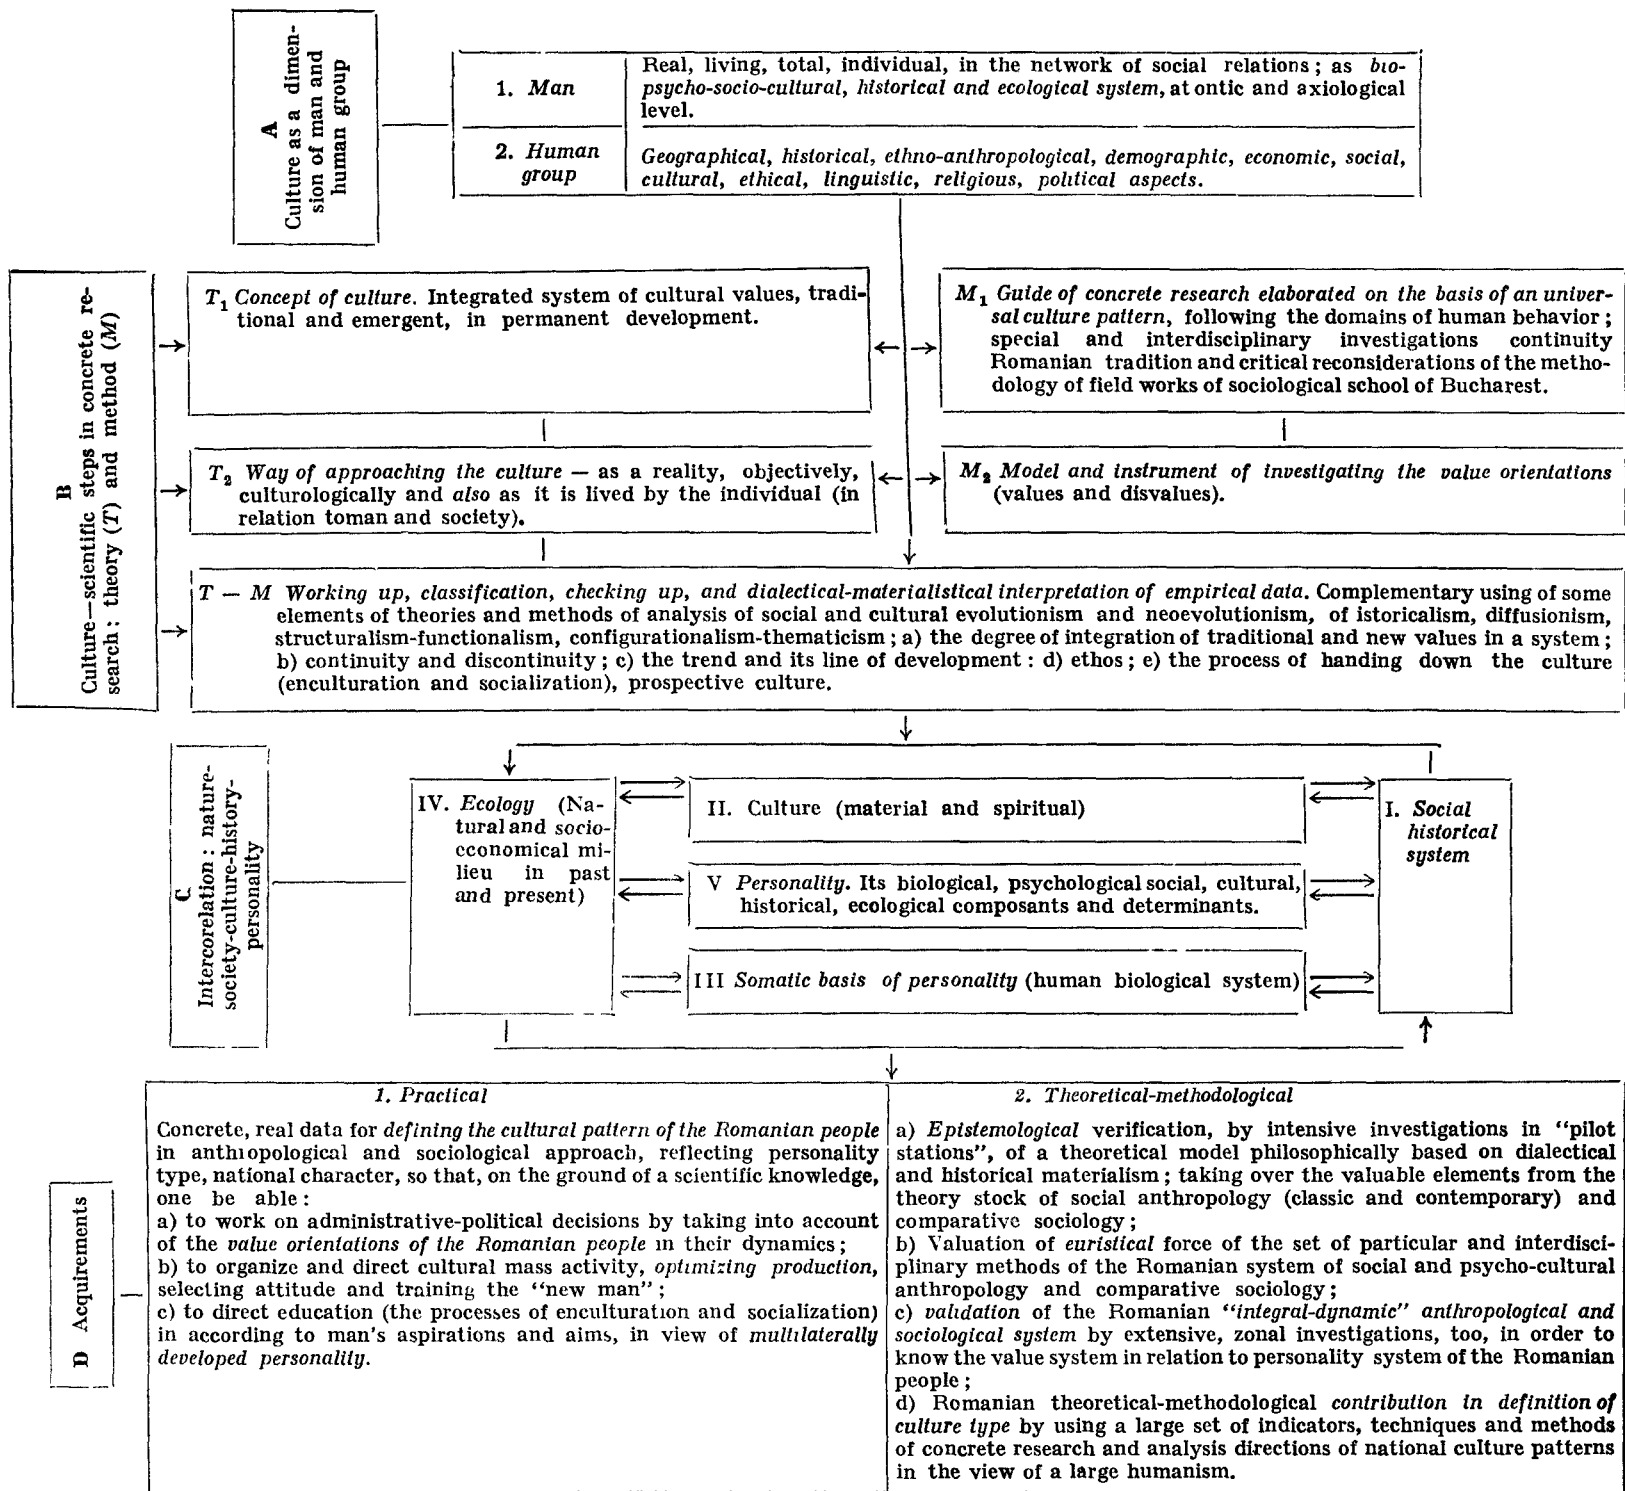 A
Culture as a dimen-
sion of man and
human group
1. Man
Real, living, total, individual, in the network of social relations ; as bio-
psycho-socio-cultural, historical and ecological system, at ontic and axiological
level.
2. Human
group
Geographical, historical, ethno-anthropological, demographic, economic, social,
cultural, ethical, linguistic, religious, political aspects.
B
Culture—scientific steps in concrete re-
search : theory (T) and method (M)
T1 Concept of culture. Integrated system of cultural values, tradi-
tional and emergent, in permanent development.
M1 Guide of concrete research elaborated on the basis of an univer-
sal culture pattern, following the domains of human behavior ;
special and interdisciplinary investigations continuity
Romanian tradition and critical reconsiderations of the metho-
dology of field works of sociological school of Bucharest.
T2 Way of approaching the culture — as a reality, objectively,
culturologically and also as it is lived by the individual (in
relation toman and society).
M2 Model and instrument of investigating the value orientations
(values and disvalues).
T — M Working up, classification, checking up, and dialectical-materialistical interpretation of empirical data. Complementary using of some
elements of theories and methods of analysis of social and cultural evolutionism and neoevolutionism, of istoricalism, diffusionism,
structuralism-functionalism, configurationalism-thematicism ; a) the degree of integration of traditional and new values in a system ;
b) continuity and discontinuity ; c) the trend and its line of development : d) ethos ; e) the process of handing down the culture
(enculturation and socialization), prospective culture.
C
Intercorelation : nature-
society-culture-history-
personality
IV. Ecology (Na-
tural and socio-
economical mi-
lieu in past
and present)
II. Culture (material and spiritual)
I. Social
historical
system
V Personality. Its biological, psychological social, cultural,
historical, ecological composants and determinants.
III Somatic basis of personality (human biological system)
D Acquirements
1. Practical
Concrete, real data for defining the cultural pattern of the Romanian people
in anthropological and sociological approach, reflecting personality
type, national character, so that, on the ground of a scientific knowledge,
one be able :
a) to work on administrative-political decisions by taking into account
of the value orientations of the Romanian people in their dynamics ;
b) to organize and direct cultural mass activity, optimizing production,
selecting attitude and training the “new man” ;
c) to direct education (the processes of enculturation and socialization)
in according to man’s aspirations and aims, in view of multilaterally
developed personality.
2. Theoretical-methodological
a) Epistemological verification, by intensive investigations in “pilot
stations”, of a theoretical model philosophically based on dialectical
and historical materialism ; taking over the valuable elements from the
theory stock of social anthropology (classic and contemporary) and
comparative sociology ;
b) Valuation of euristical force of the set of particular and interdisci-
plinary methods of the Romanian system of social and psycho-cultural
anthropology and comparative sociology ;
c) validation of the Romanian “integral-dynamic” anthropological and
sociological system by extensive, zonal investigations, too, in order to
know the value system in relation to personality system of the Romanian
people ;
d) Romanian theoretical-methodological contribution in definition of
culture type by using a large set of indicators, techniques and methods
of concrete research and analysis directions of national culture patterns
in the view of a large humanism.